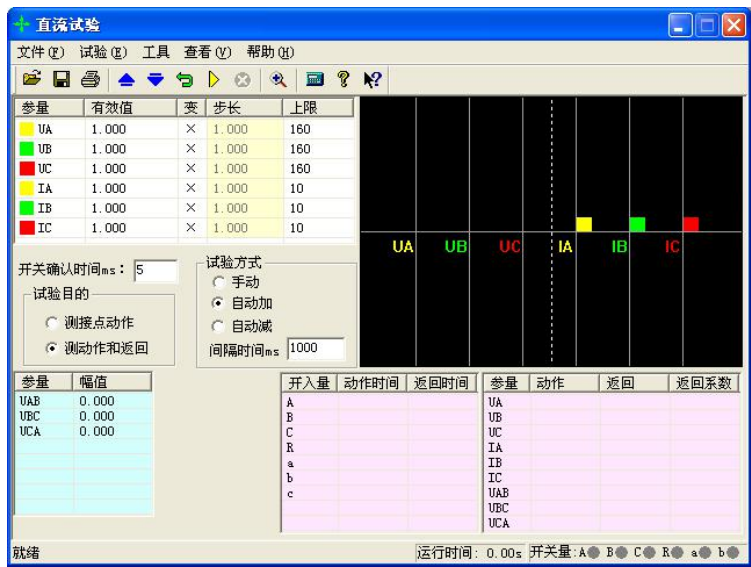 直流试验
文件(F) 试验(E) 工具 查看(V) 帮助(H)
参量 有效值 变 步长 上限
UA 1.000 × 1.000 160
UB 1.000 × 1.000 160
UC 1.000 × 1.000 160
IA 1.000 × 1.000 10
IB 1.000 × 1.000 10
IC 1.000 × 1.000 10
UA UB UC IA IB IC
开关确认时间ms: 5
试验目的
测接点动作
测动作和返回
试验方式
手动
自动加
自动减
间隔时间ms 1000
参量 幅值
UAB 0.000
UBC 0.000
UCA 0.000
开入量 动作时间 返回时间
A
B
C
R
a
b
c
参量 动作 返回 返回系数
UA
UB
UC
IA
IB
IC
UAB
UBC
UCA
就绪 运行时间: 0.00s 开关量:A B C R a b